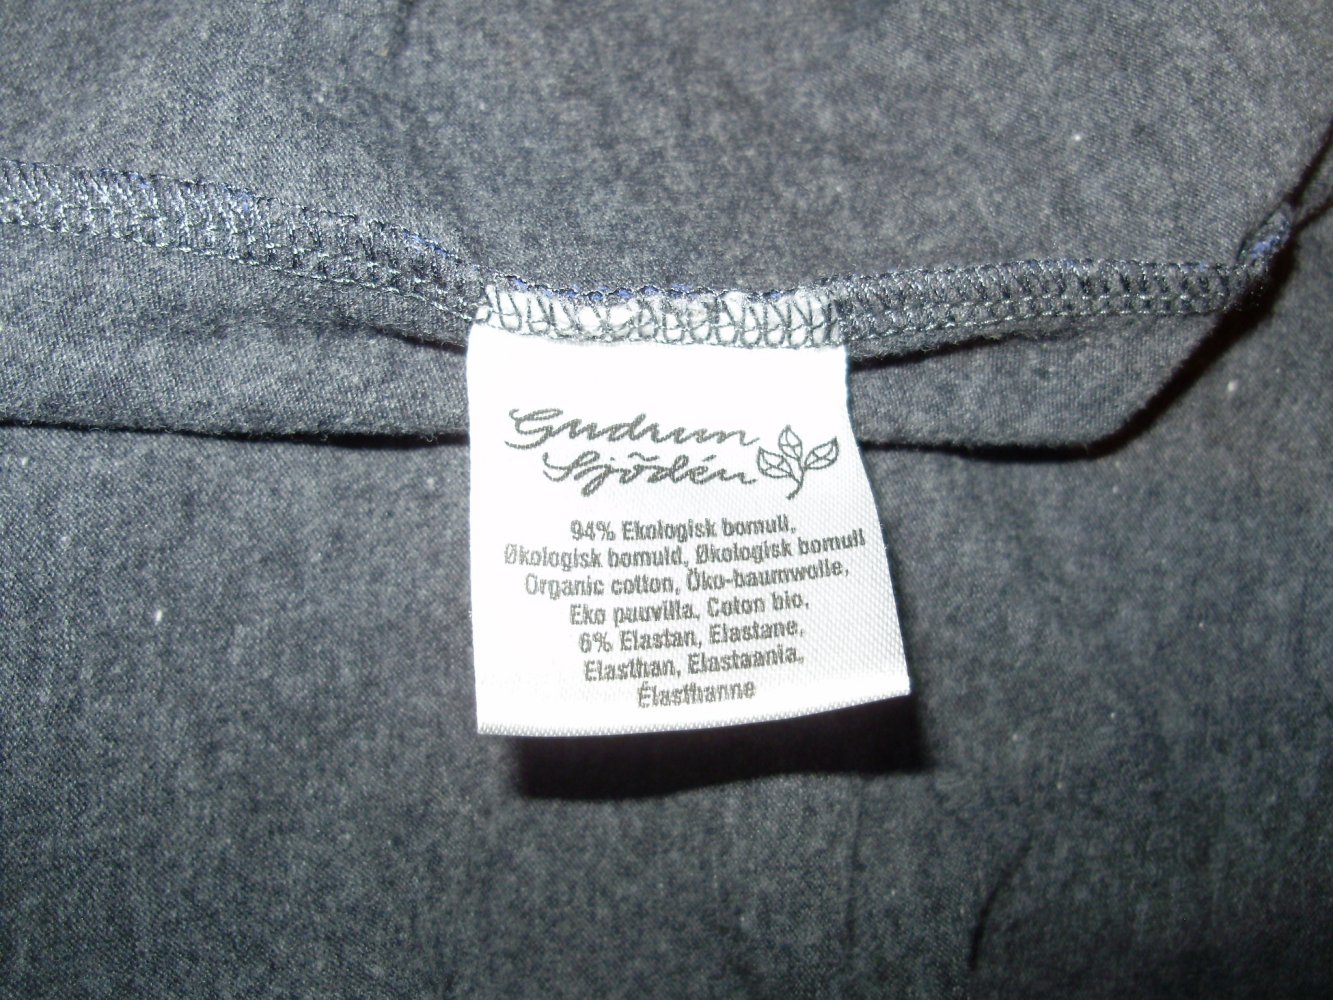 Gudrun
Sjödén
94% Ekologisk bomull,
Økologisk bomuld, Økologisk bomull
Organic cotton, Öko-baumwolle,
Eko puuvilla, Coton bio,
6% Elastan, Elastane,
Elasthan, Elastaania,
Élasthanne